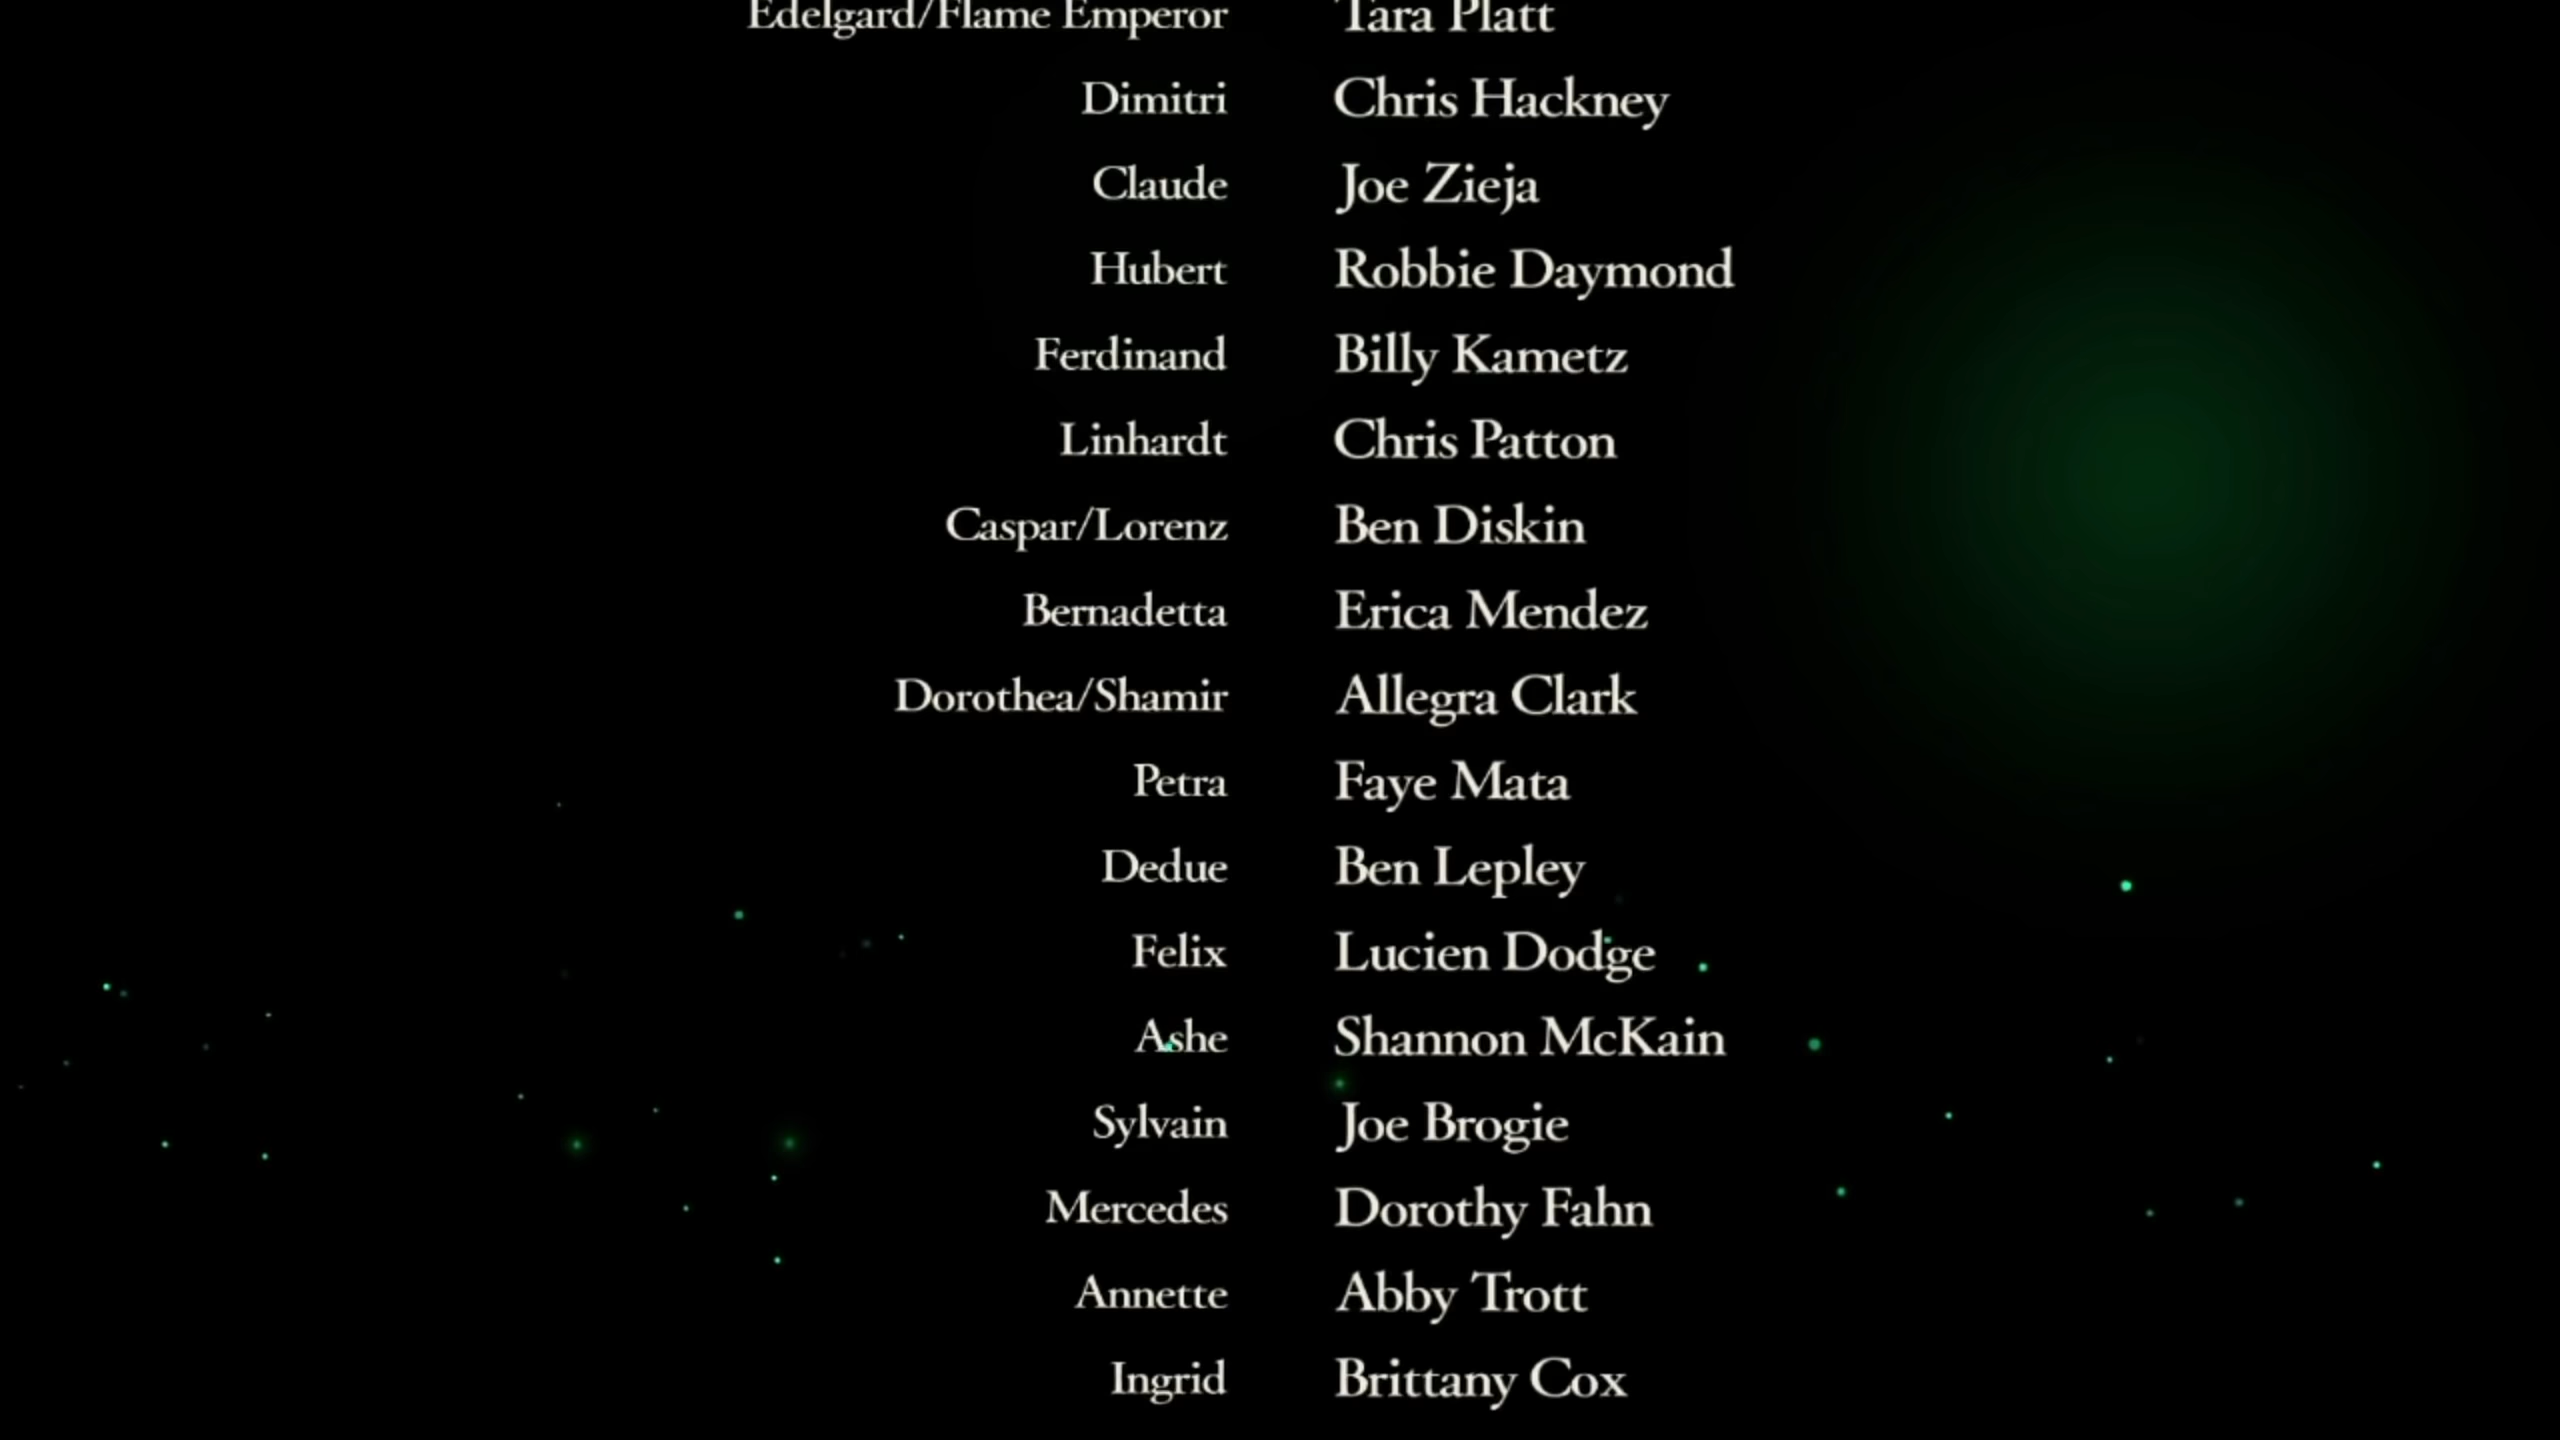 Edelgard/Flame Emperor Tara Platt
Dimitri Chris Hackney
Claude Joe Zieja
Hubert Robbie Daymond
Ferdinand Billy Kametz
Linhardt Chris Patton
Caspar/Lorenz Ben Diskin
Bernadetta Erica Mendez
Dorothea/Shamir Allegra Clark
Petra Faye Mata
Dedue Ben Lepley
Felix Lucien Dodge
Ashe Shannon McKain
Sylvain Joe Brogie
Mercedes Dorothy Fahn
Annette Abby Trott
Ingrid Brittany Cox